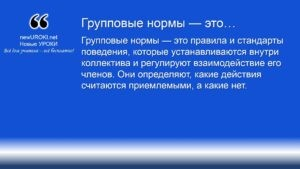 Групповые нормы — это…
newUROKI.net
Новые УРОКИ
Всё для учителя - всё бесплатно!
Групповые нормы — это правила и стандарты
поведения, которые устанавливаются внутри
коллектива и регулируют взаимодействие его
членов. Они определяют, какие действия
считаются приемлемыми, а какие нет.